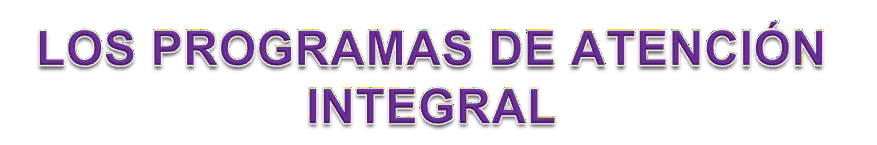 LOS PROGRAMAS DE ATENCIÓN
INTEGRAL